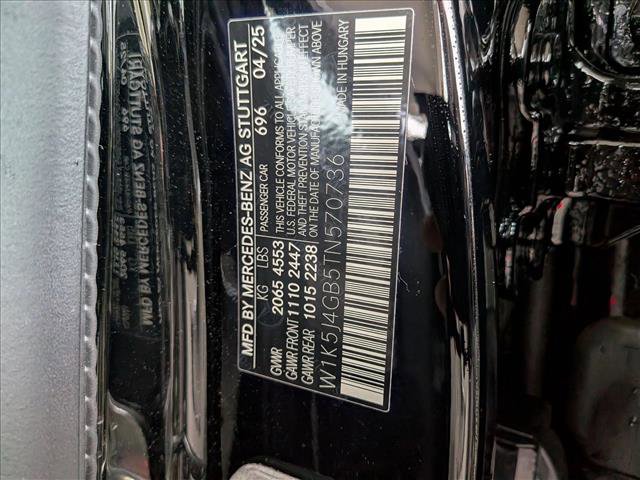 MFD BY MERCEDES-BENZ AG STUTTGART
PASSENGER CAR 696 04/25
KG LBS
GVWR 2065 4553
GAWR FRONT 1110 2447
GAWR REAR 1015 2238
THIS VEHICLE CONFORMS TO ALL APPLICABLE
U.S. FEDERAL MOTOR VEHICLE
AND THEFT PREVENTION STANDARDS IN EFFECT
ON THE DATE OF MANUFACTURE SHOWN ABOVE
W1K5J4GB5TN570736 MADE IN HUNGARY